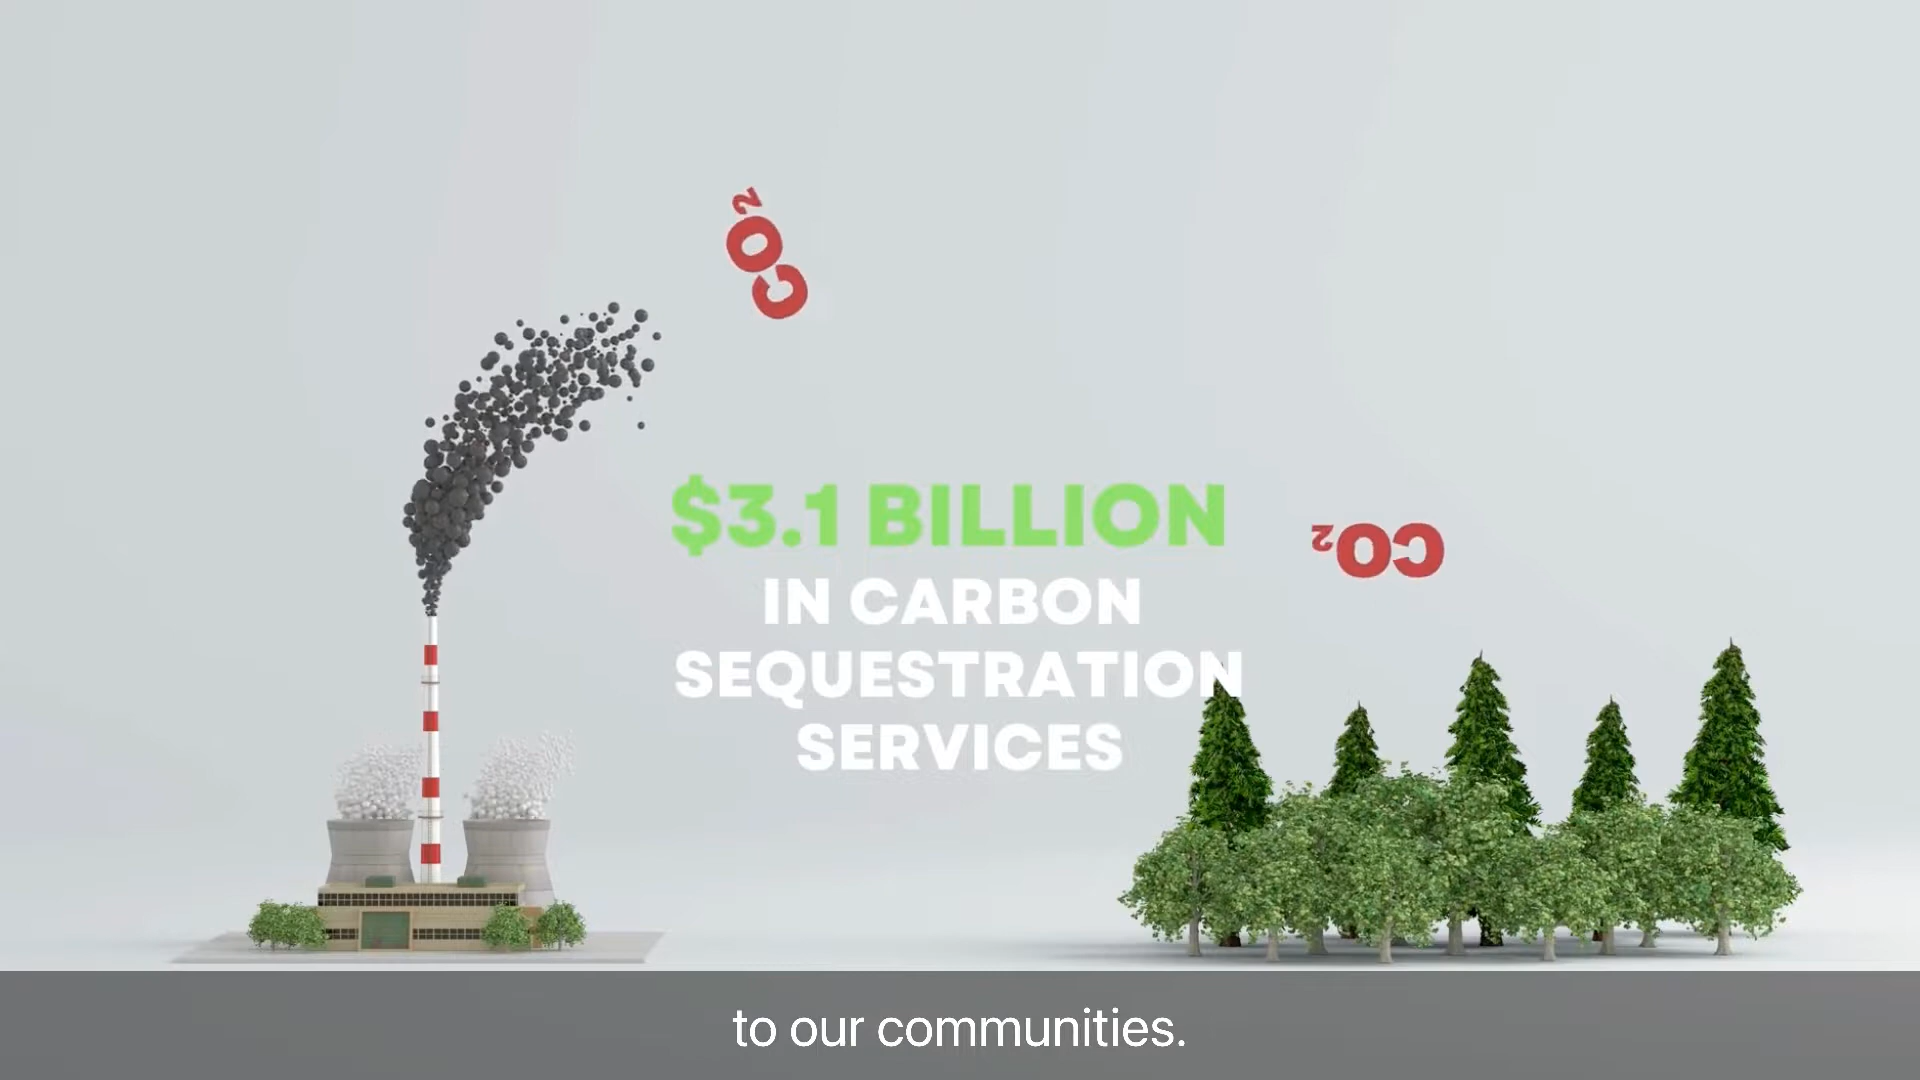 CO²
$3.1 BILLION
IN CARBON
SEQUESTRATION
SERVICES
CO²
to our communities.